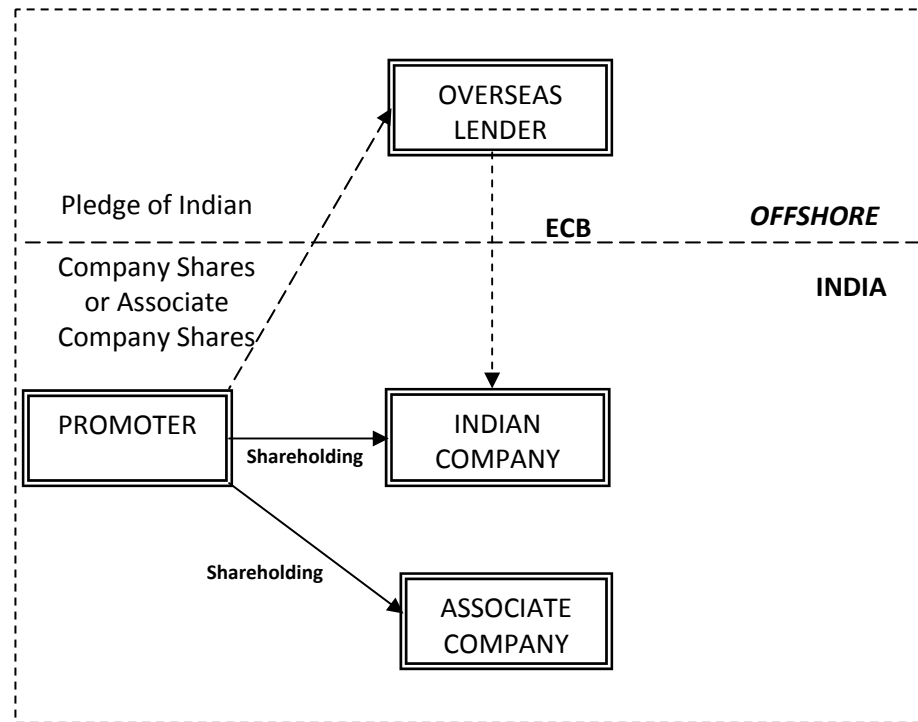 OVERSEAS
LENDER
Pledge of Indian
ECB
OFFSHORE
Company Shares
or Associate
Company Shares
INDIA
PROMOTER
Shareholding
INDIAN
COMPANY
Shareholding
ASSOCIATE
COMPANY